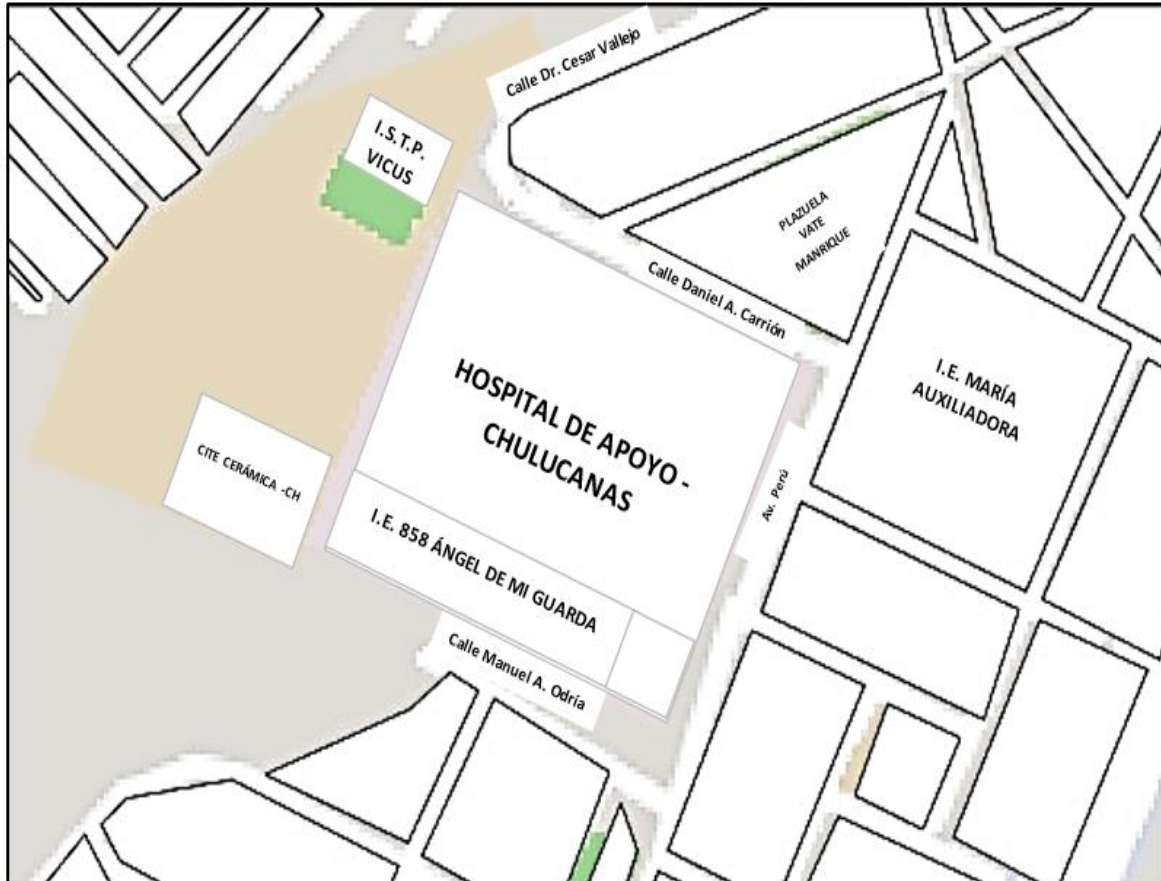 Calle Dr. Cesar Vallejo
I.S.T.P.
VICUS
PLAZUELA
VATE
MANRIQUE
Calle Daniel A. Carrión
I.E. MARÍA
AUXILIADORA
HOSPITAL DE APOYO -
CHULUCANAS
CITE CERÁMICA -CH
Av. Perú
I.E. 858 ÁNGEL DE MI GUARDA
Calle Manuel A. Odría